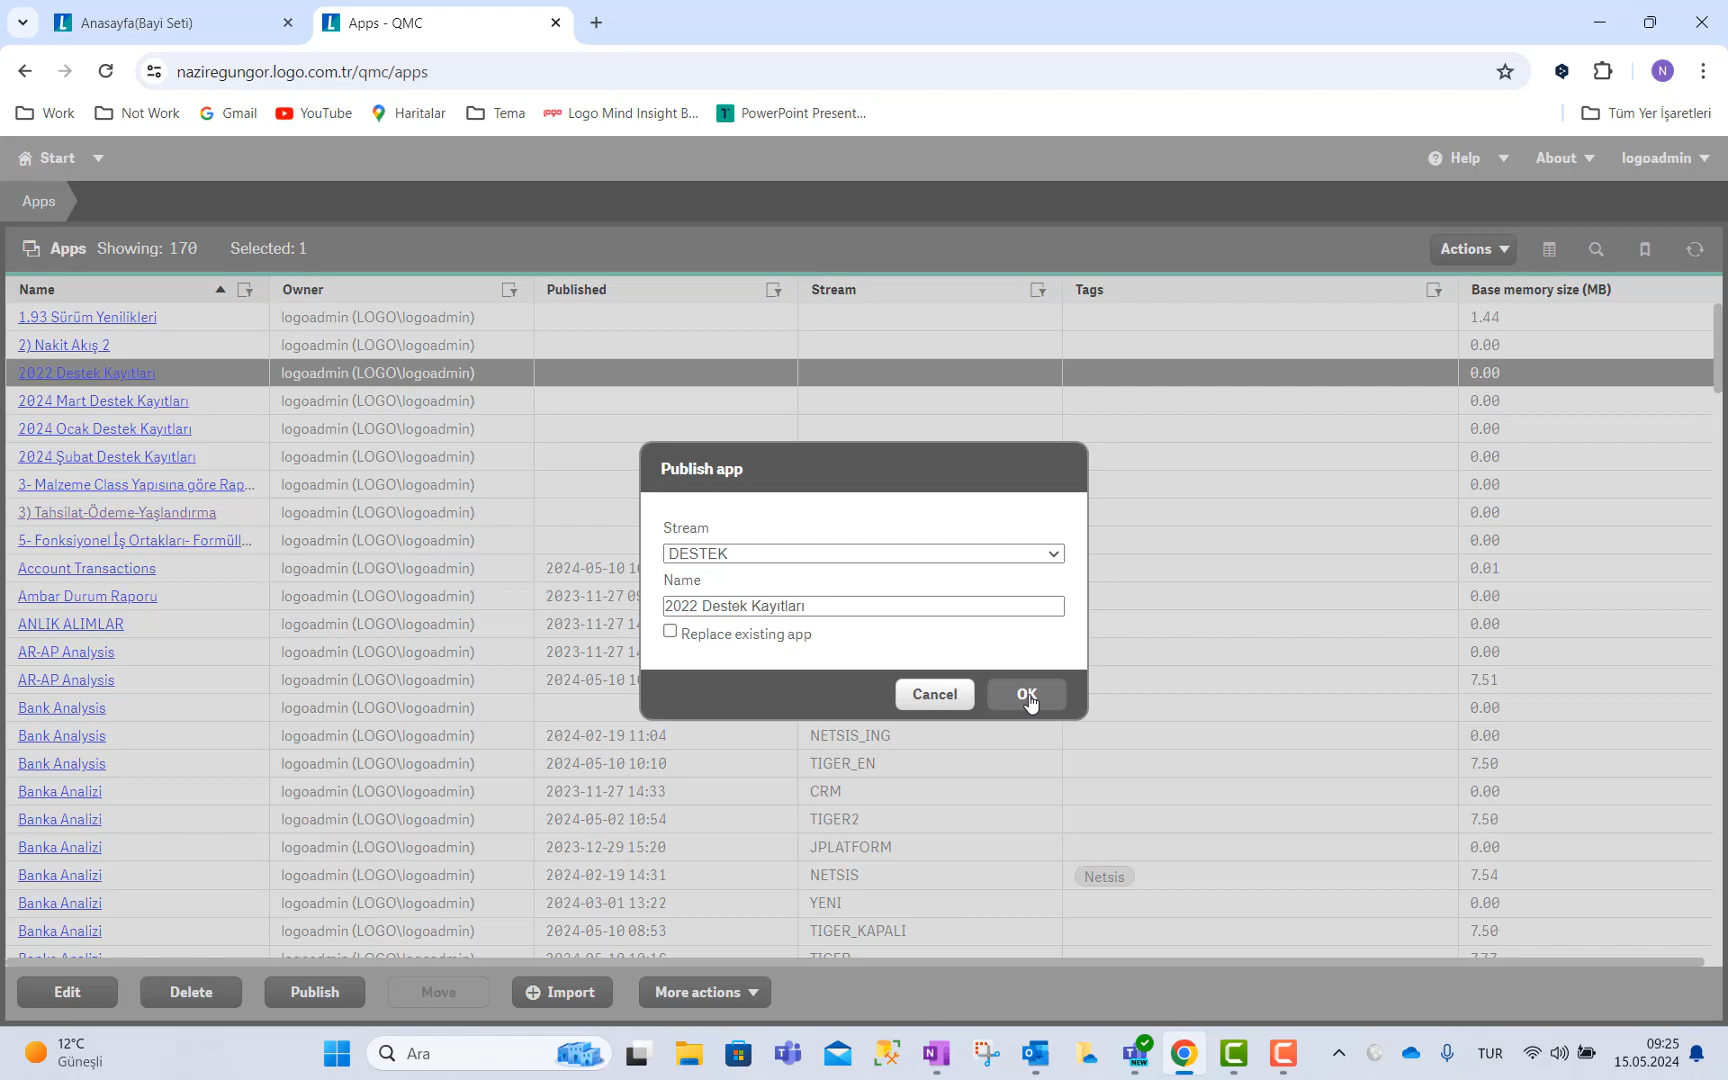 Anasayfa(Bayi Seti)
Apps - QMC
naziregungor.logo.com.tr/qmc/apps
N
Work
Not Work
Gmail
YouTube
Haritalar
Tema
Logo Mind Insight B...
PowerPoint Present...
Tüm Yer İşaretleri
Start
Help
About
logoadmin
Apps
Apps Showing: 170 Selected: 1
Actions
Name Owner Published Stream Tags Base memory size (MB)
1.93 Sürüm Yenilikleri logoadmin (LOGO\logoadmin) 1.44
2) Nakit Akış 2 logoadmin (LOGO\logoadmin) 0.00
2022 Destek Kayıtları logoadmin (LOGO\logoadmin) 0.00
2024 Mart Destek Kayıtları logoadmin (LOGO\logoadmin) 0.00
2024 Ocak Destek Kayıtları logoadmin (LOGO\logoadmin) 0.00
2024 Şubat Destek Kayıtları logoadmin (LOGO\logoadmin) 0.00
3- Malzeme Class Yapısına göre Rap... logoadmin (LOGO\logoadmin) 0.00
3) Tahsilat-Ödeme-Yaşlandırma logoadmin (LOGO\logoadmin) 0.00
5- Fonksiyonel İş Ortakları- Formüll... logoadmin (LOGO\logoadmin) 0.00
Account Transactions logoadmin (LOGO\logoadmin) 2024-05-10 0.01
Ambar Durum Raporu logoadmin (LOGO\logoadmin) 2023-11-27 0.00
ANLIK ALIMLAR logoadmin (LOGO\logoadmin) 2023-11-27 0.00
AR-AP Analysis logoadmin (LOGO\logoadmin) 2023-11-27 0.00
AR-AP Analysis logoadmin (LOGO\logoadmin) 2024-05-10 7.51
Bank Analysis logoadmin (LOGO\logoadmin) 0.00
Bank Analysis logoadmin (LOGO\logoadmin) 2024-02-19 11:04 NETSIS_ING 0.00
Bank Analysis logoadmin (LOGO\logoadmin) 2024-05-10 10:10 TIGER_EN 7.50
Banka Analizi logoadmin (LOGO\logoadmin) 2023-11-27 14:33 CRM 0.00
Banka Analizi logoadmin (LOGO\logoadmin) 2024-05-02 10:54 TIGER2 7.50
Banka Analizi logoadmin (LOGO\logoadmin) 2023-12-29 15:20 JPLATFORM 0.00
Banka Analizi logoadmin (LOGO\logoadmin) 2024-02-19 14:31 NETSIS Netsis 7.54
Banka Analizi logoadmin (LOGO\logoadmin) 2024-03-01 13:22 YENI 0.00
Banka Analizi logoadmin (LOGO\logoadmin) 2024-05-10 08:53 TIGER_KAPALI 7.50
Publish app
Stream
DESTEK
Name
2022 Destek Kayıtları
Replace existing app
Cancel
OK
Edit
Delete
Publish
Move
Import
More actions
12°C
Güneşli
Ara
NEW
TUR
09:25
15.05.2024